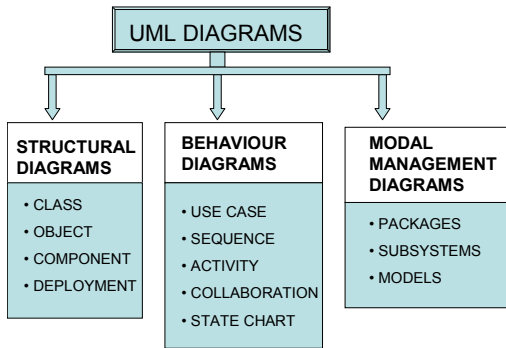 UML DIAGRAMS
STRUCTURAL
DIAGRAMS
• CLASS
• OBJECT
• COMPONENT
• DEPLOYMENT
BEHAVIOUR
DIAGRAMS
• USE CASE
• SEQUENCE
• ACTIVITY
• COLLABORATION
• STATE CHART
MODAL
MANAGEMENT
DIAGRAMS
• PACKAGES
• SUBSYSTEMS
• MODELS